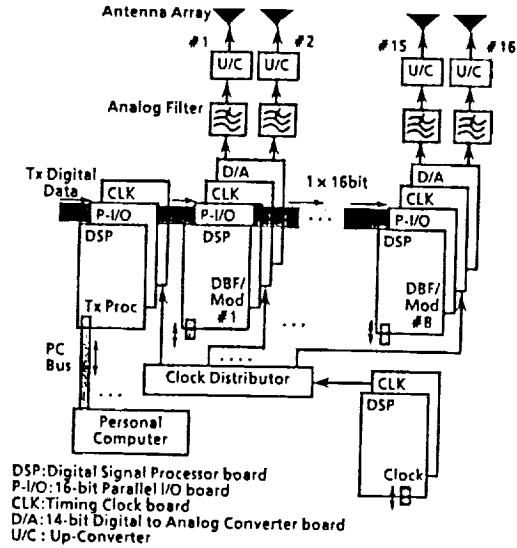 Antenna Array
#1 #2 #15 #16
U/C U/C U/C U/C
Analog Filter
Tx Digital
Data
D/A
CLK
P-I/O
DSP
Tx Proc
D/A
CLK
P-I/O
DSP
DBF/
Mod
#1
1 x 16bit
...
D/A
CLK
P-I/O
DSP
DBF/
Mod
#8
...
....
PC
Bus
...
Clock Distributor
CLK
DSP
Clock
Personal
Computer
DSP:Digital Signal Processor board
P-I/O:16-bit Parallel I/O board
CLK:Timing Clock board
D/A:14-bit Digital to Analog Converter board
U/C : Up-Converter